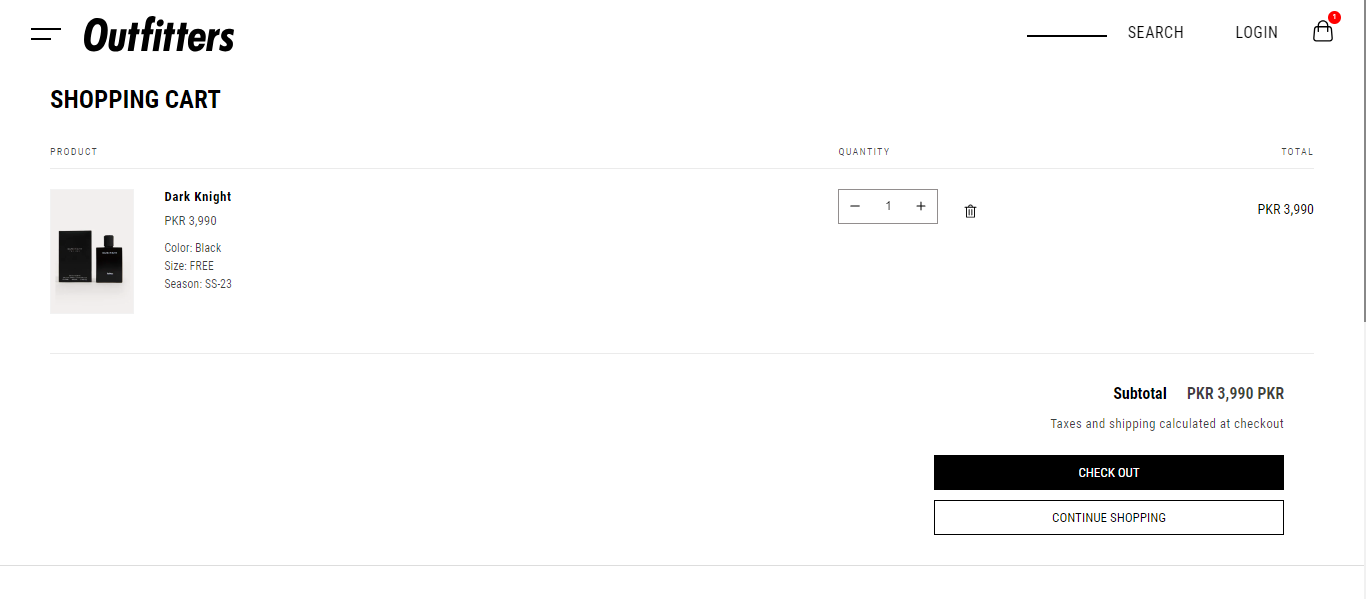 Outfitters
SEARCH
LOGIN
1
SHOPPING CART
PRODUCT
QUANTITY
TOTAL
Dark Knight
PKR 3,990
Color: Black
Size: FREE
Season: SS-23
1
PKR 3,990
Subtotal PKR 3,990 PKR
Taxes and shipping calculated at checkout
CHECK OUT
CONTINUE SHOPPING